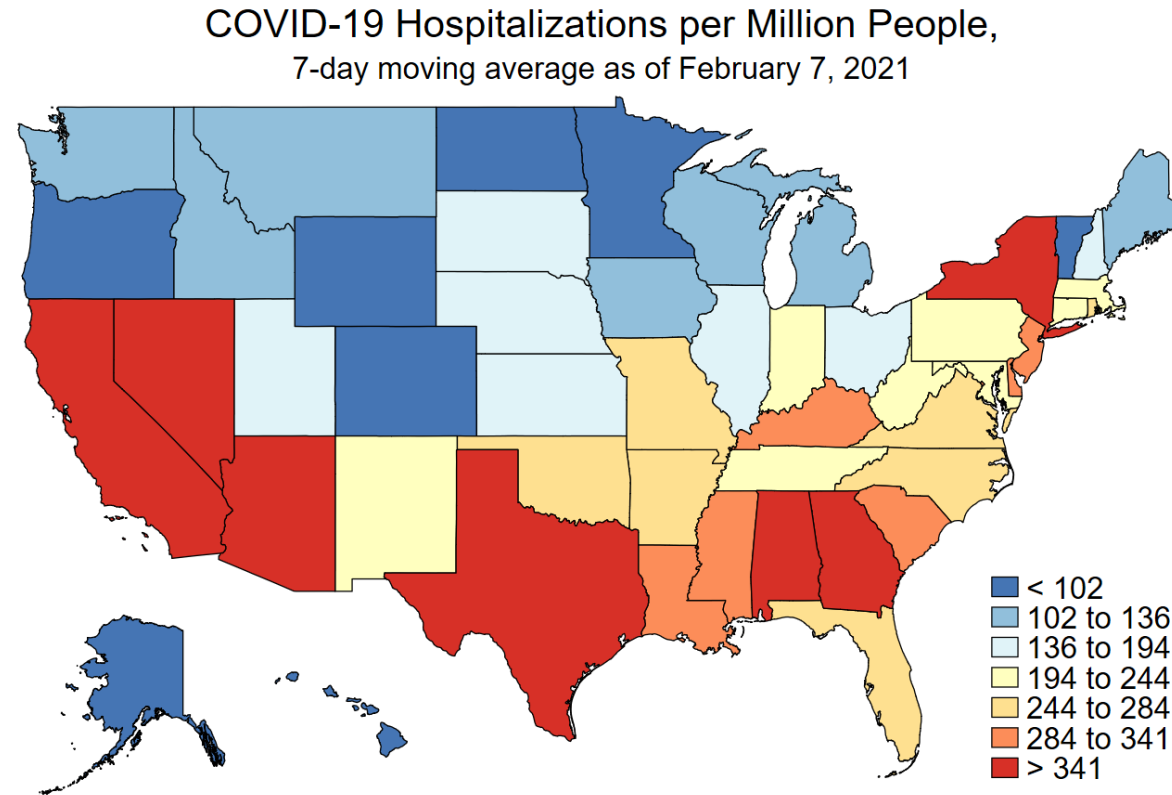 COVID-19 Hospitalizations per Million People,
7-day moving average as of February 7, 2021
< 102
102 to 136
136 to 194
194 to 244
244 to 284
284 to 341
> 341